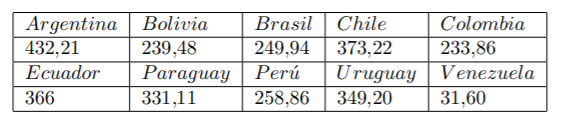 Argentina Bolivia Brasil Chile Colombia
432,21 239,48 249,94 373,22 233,86
Ecuador Paraguay Perú Uruguay Venezuela
366 331,11 258,86 349,20 31,60